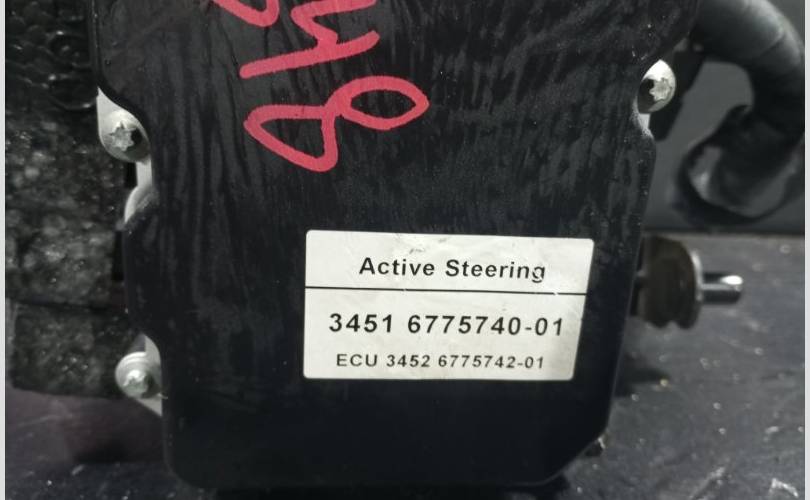 Active Steering
3451 6775740-01
ECU 3452 6775742-01